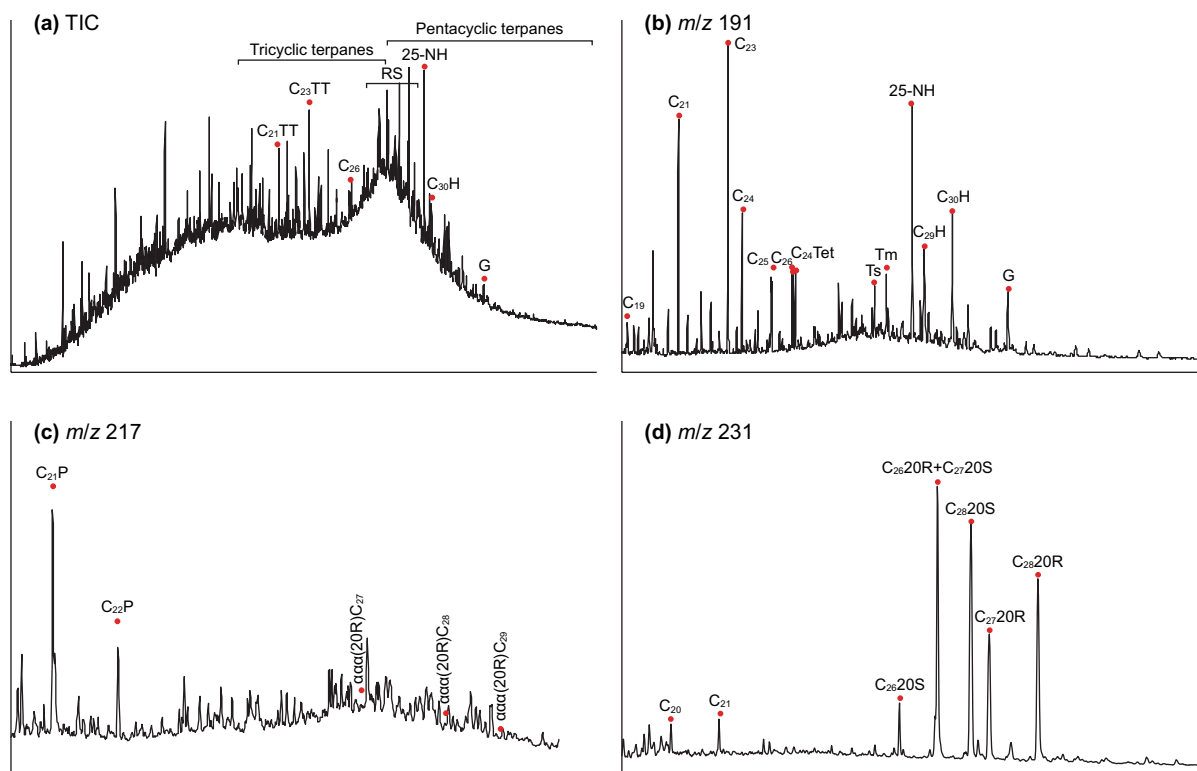 (a) TIC
Pentacyclic terpanes
Tricyclic terpanes
25-NH
RS
C₂₃TT
C₂₁TT
C₂₆
C₃₀H
G
(b) m/z 191
C₂₃
C₂₁
25-NH
C₂₄
C₃₀H
C₂₉H
C₂₅ C₂₆ C₂₄Tet
Ts Tm
G
C₁₉
(c) m/z 217
C₂₁P
C₂₂P
ααα(20R)C₂₇
ααα(20R)C₂₈
ααα(20R)C₂₉
(d) m/z 231
C₂₆20R+C₂₇20S
C₂₈20S
C₂₈20R
C₂₇20R
C₂₆20S
C₂₀
C₂₁